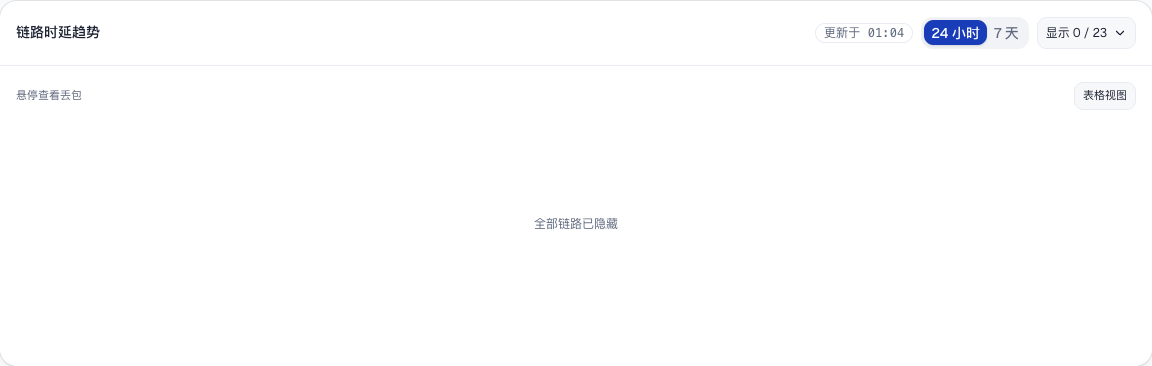 链路时延趋势
更新于 01:04
24 小时
7 天
显示 0 / 23
悬停查看丢包
表格视图
全部链路已隐藏